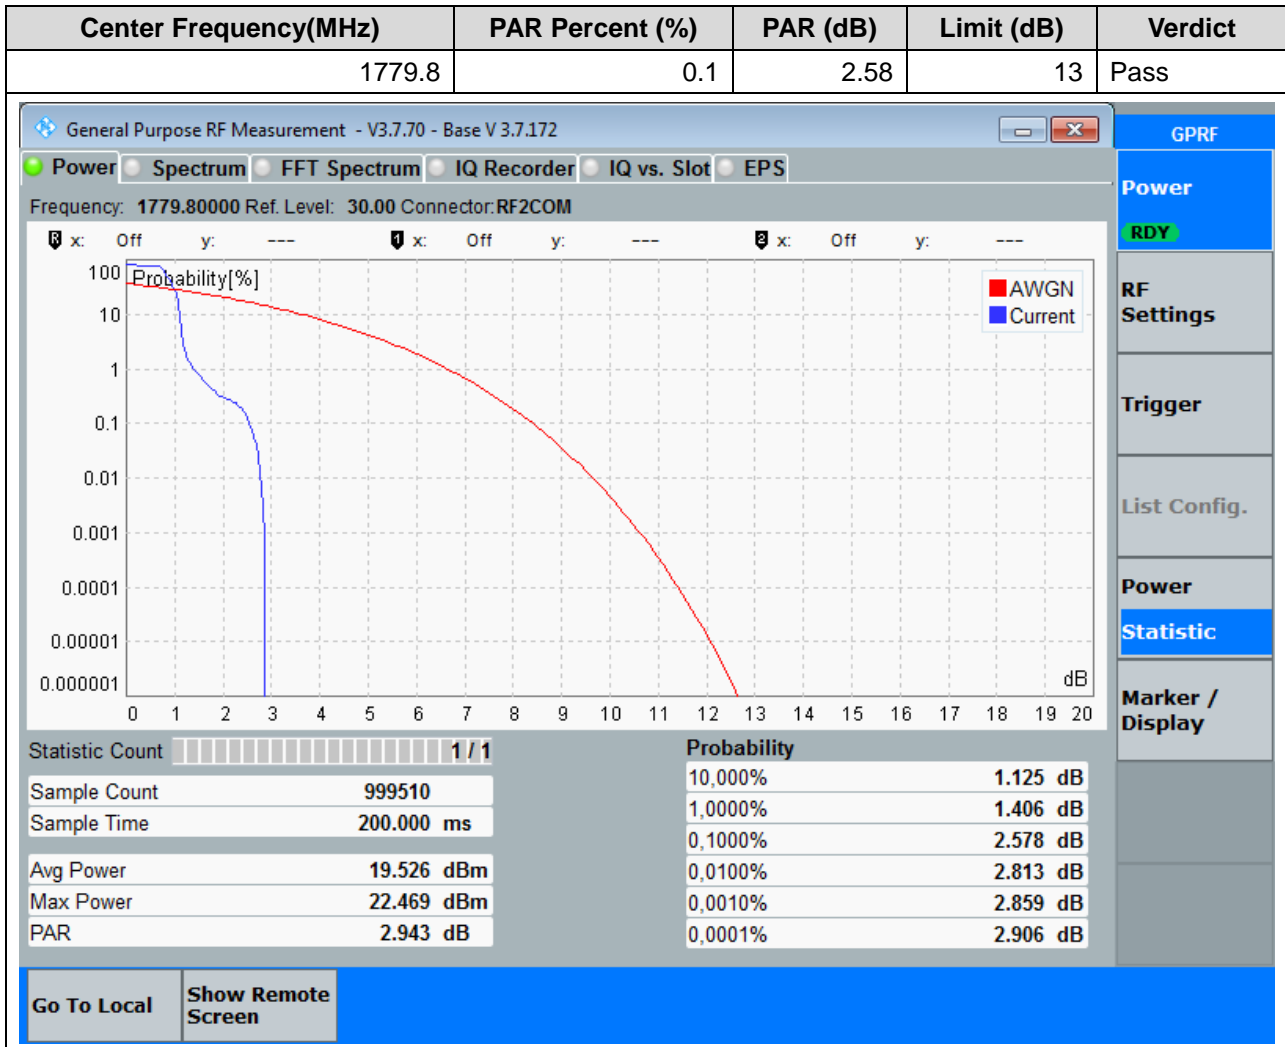 Center Frequency(MHz) PAR Percent (%) PAR (dB) Limit (dB) Verdict
1779.8 0.1 2.58 13 Pass
General Purpose RF Measurement - V3.7.70 - Base V 3.7.172
GPRF
Power Spectrum FFT Spectrum IQ Recorder IQ vs. Slot EPS
Power
RDY
Frequency: 1779.80000 Ref. Level: 30.00 Connector: RF2COM
R x: Off y: --- 1 x: Off y: --- 2 x: Off y: ---
Probability[%]
AWGN
Current
100
10
1
0.1
0.01
0.001
0.0001
0.00001
0.000001
dB
0 1 2 3 4 5 6 7 8 9 10 11 12 13 14 15 16 17 18 19 20
RF
Settings
Trigger
List Config.
Power
Statistic
Marker /
Display
Statistic Count 1 / 1
Sample Count 999510
Sample Time 200.000 ms
Avg Power 19.526 dBm
Max Power 22.469 dBm
PAR 2.943 dB
Probability
10,000% 1.125 dB
1,0000% 1.406 dB
0,1000% 2.578 dB
0,0100% 2.813 dB
0,0010% 2.859 dB
0,0001% 2.906 dB
Go To Local
Show Remote
Screen